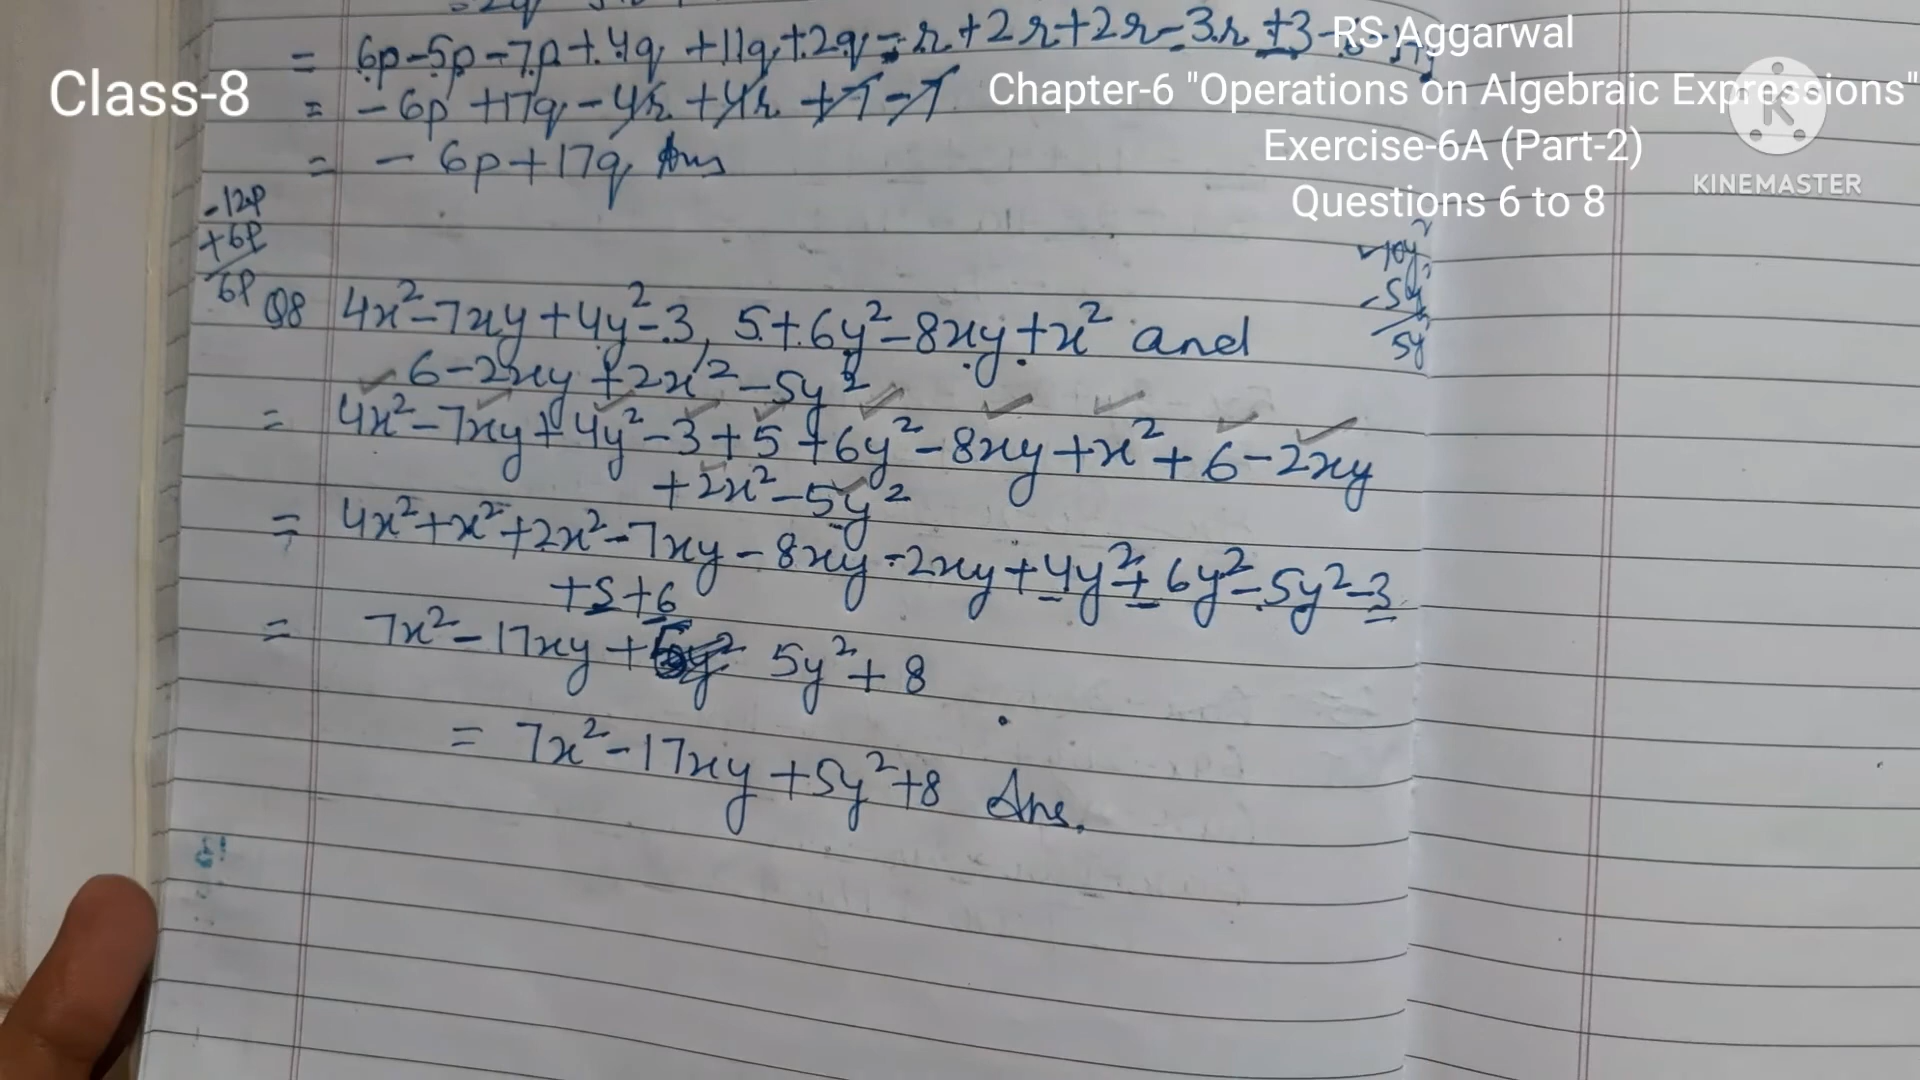 = 6p-5p-7p+4q+11q+2q-r+2r+2r-3r+3
= -6p+17q-4r+4r+7-7
= -6p+17q Ans
Class-8
RS Aggarwal
Chapter-6 "Operations on Algebraic Expressions"
Exercise-6A (Part-2)
Questions 6 to 8
KINEMASTER
-12p
+6p
6p
-10y²
-5y²
5y
Q8 4x²-7xy+4y²-3, 5+6y²-8xy+x² and
6-2xy+2x²-5y²
= 4x²-7xy+4y²-3+5+6y²-8xy+x²+6-2xy
+2x²-5y²
= 4x²+x²+2x²-7xy-8xy-2xy+4y²+6y²-5y²-3
+5+6
= 7x²-17xy+ 5y²+8
= 7x²-17xy+5y²+8 Ans.